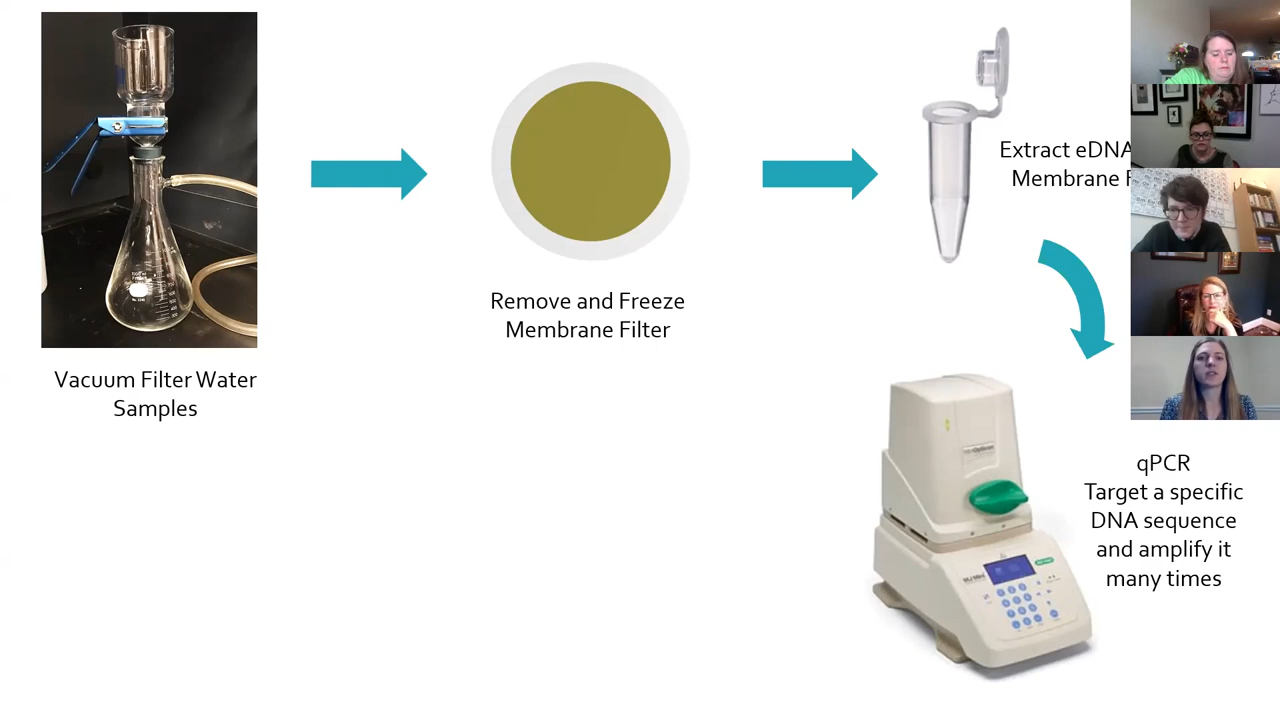 Extract eDNA
Membrane
Remove and Freeze
Membrane Filter
Vacuum Filter Water
Samples
qPCR
Target a specific
DNA sequence
and amplify it
many times